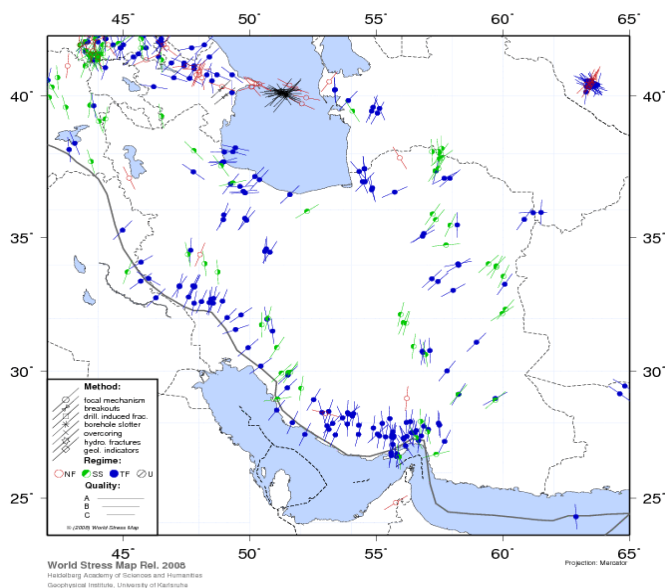 45° 50° 55° 60° 65°
40° 40°
35° 35°
30° 30°
Method:
focal mechanism
breakouts
drill. induced frac.
borehole slotter
overcoring
hydro. fractures
geol. indicators
Regime:
NF SS TF U
Quality:
A
B
C
© (2008) World Stress Map
25° 25°
45° 50° 55° 60° 65°
World Stress Map Rel. 2008
Projection: Mercator
Heidelberg Academy of Sciences and Humanities
Geophysical Institute, University of Karlsruhe